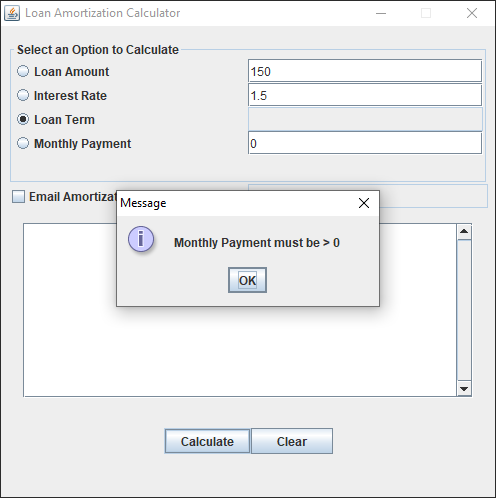 Loan Amortization Calculator
Select an Option to Calculate
Loan Amount 150
Interest Rate 1.5
Loan Term
Monthly Payment 0
Email
Message
Monthly Payment must be > 0
OK
Calculate Clear